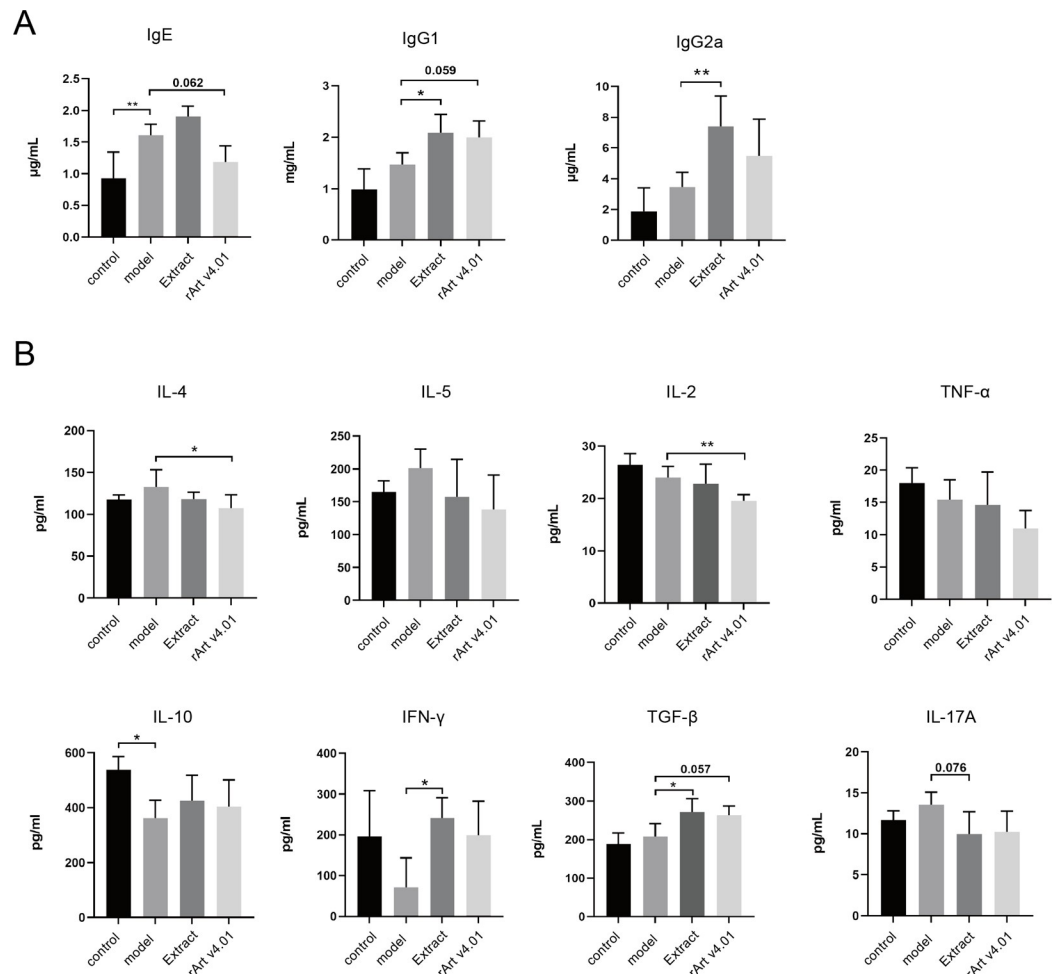 A
IgE
IgG1
IgG2a
µg/mL
2.5
2.0
1.5
1.0
0.5
0.0
**
0.062
control
model
Extract
rArt v4.01
mg/mL
3
2
1
0
*
0.059
control
model
Extract
rArt v4.01
µg/mL
10
8
6
4
2
0
**
control
model
Extract
rArt v4.01
B
IL-4
IL-5
IL-2
TNF-α
pg/ml
200
150
100
50
0
*
control
model
Extract
rArt v4.01
pg/mL
250
200
150
100
50
0
control
model
Extract
rArt v4.01
pg/mL
30
20
10
0
**
control
model
Extract
rArt v4.01
pg/ml
25
20
15
10
5
0
control
model
Extract
rArt v4.01
IL-10
IFN-γ
TGF-β
IL-17A
pg/ml
600
400
200
0
*
control
model
Extract
rArt v4.01
pg/ml
400
300
200
100
0
*
control
model
Extract
rArt v4.01
pg/mL
400
300
200
100
0
0.057
*
control
model
Extract
rArt v4.01
pg/mL
15
10
5
0
0.076
control
model
Extract
rArt v4.01